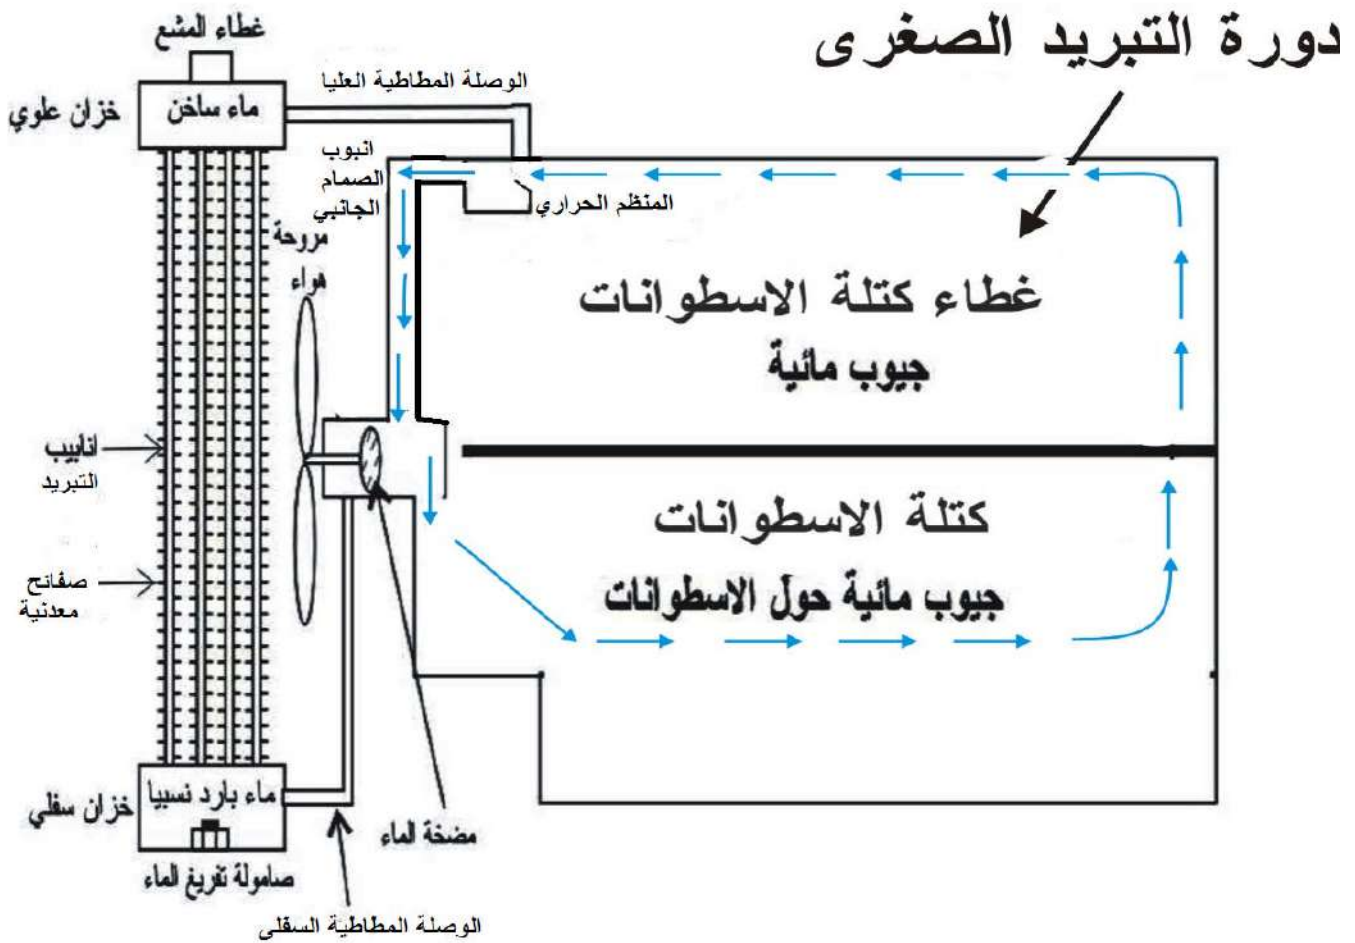 دورة التبريد الصغرى
غطاء المشع
الوصلة المطاطية العليا
خزان علوي
ماء ساخن
انبوب
الصمام
الجانبي
المنظم الحراري
مروحة
هواء
غطاء كتلة الاسطوانات
جيوب مائية
انابيب
التبريد
كتلة الاسطوانات
جيوب مائية حول الاسطوانات
صفائح
معدنية
خزان سفلي
ماء بارد نسبيا
مضخة الماء
صامولة تفريغ الماء
الوصلة المطاطية السفلى